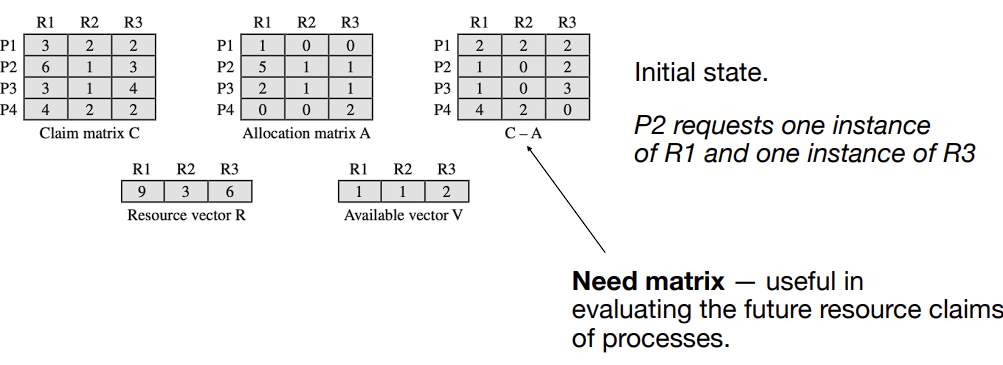 R1 R2 R3
P1 3 2 2
P2 6 1 3
P3 3 1 4
P4 4 2 2
Claim matrix C
R1 R2 R3
P1 1 0 0
P2 5 1 1
P3 2 1 1
P4 0 0 2
Allocation matrix A
R1 R2 R3
P1 2 2 2
P2 1 0 2
P3 1 0 3
P4 4 2 0
C – A
Initial state.
P2 requests one instance
of R1 and one instance of R3
R1 R2 R3
9 3 6
Resource vector R
R1 R2 R3
1 1 2
Available vector V
Need matrix — useful in
evaluating the future resource claims
of processes.